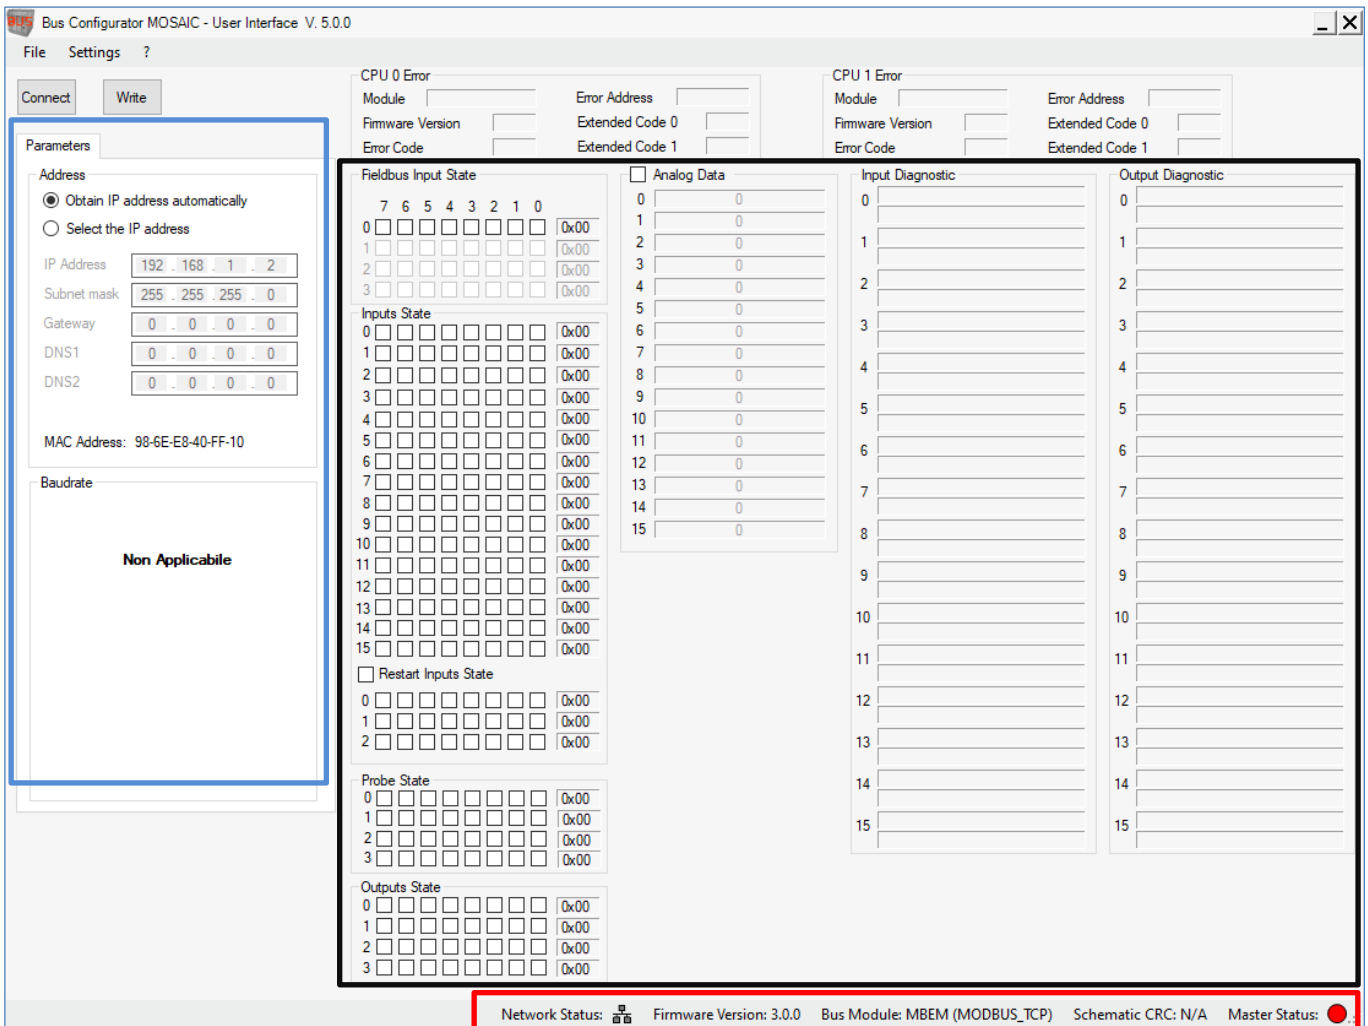 BUS Bus Configurator MOSAIC - User Interface V. 5.0.0
File Settings ?
Connect Write
CPU 0 Error
Module Error Address
Firmware Version Extended Code 0
Error Code Extended Code 1
CPU 1 Error
Module Error Address
Firmware Version Extended Code 0
Error Code Extended Code 1
Parameters
Address
Obtain IP address automatically
Select the IP address
IP Address 192 . 168 . 1 . 2
Subnet mask 255 . 255 . 255 . 0
Gateway 0 . 0 . 0 . 0
DNS1 0 . 0 . 0 . 0
DNS2 0 . 0 . 0 . 0
MAC Address: 98-6E-E8-40-FF-10
Baudrate
Non Applicabile
Fieldbus Input State
7 6 5 4 3 2 1 0
0 0x00
1 0x00
2 0x00
3 0x00
Inputs State
0 0x00
1 0x00
2 0x00
3 0x00
4 0x00
5 0x00
6 0x00
7 0x00
8 0x00
9 0x00
10 0x00
11 0x00
12 0x00
13 0x00
14 0x00
15 0x00
Restart Inputs State
0 0x00
1 0x00
2 0x00
Probe State
0 0x00
1 0x00
2 0x00
3 0x00
Outputs State
0 0x00
1 0x00
2 0x00
3 0x00
Analog Data
0 0
1 0
2 0
3 0
4 0
5 0
6 0
7 0
8 0
9 0
10 0
11 0
12 0
13 0
14 0
15 0
Input Diagnostic
0
1
2
3
4
5
6
7
8
9
10
11
12
13
14
15
Output Diagnostic
0
1
2
3
4
5
6
7
8
9
10
11
12
13
14
15
Network Status: Firmware Version: 3.0.0 Bus Module: MBEM (MODBUS_TCP) Schematic CRC: N/A Master Status: